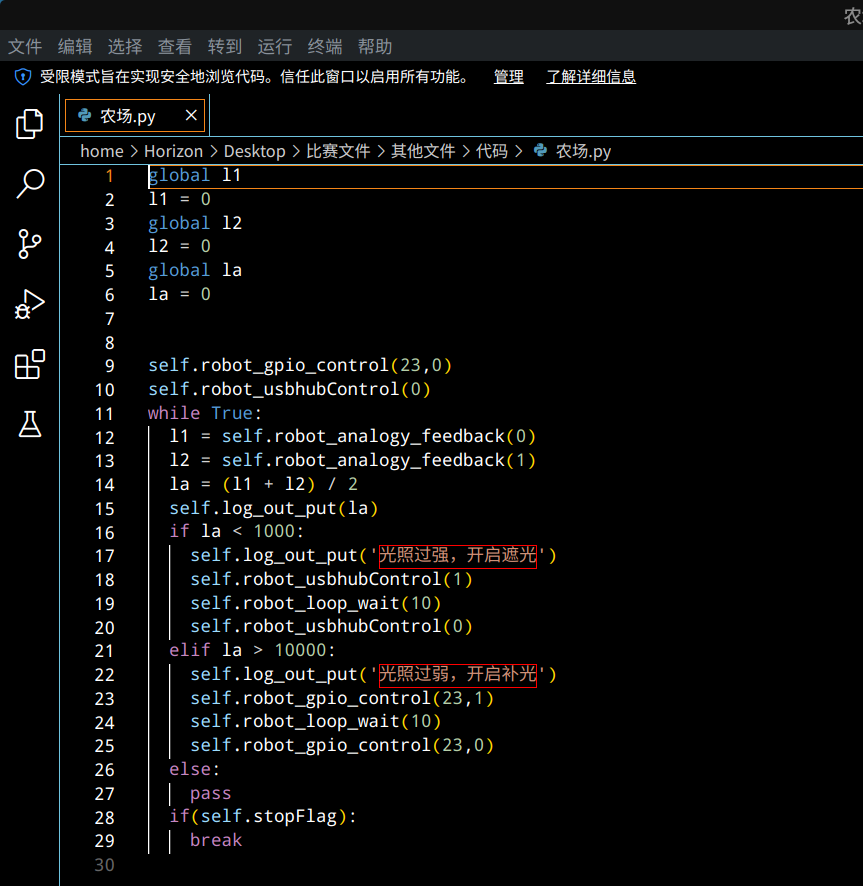 农
文件 编辑 选择 查看 转到 运行 终端 帮助
受限模式旨在实现安全地浏览代码。信任此窗口以启用所有功能。 管理 了解详细信息
农场.py ×
home > Horizon > Desktop > 比赛文件 > 其他文件 > 代码 > 农场.py
1 global l1
2 l1 = 0
3 global l2
4 l2 = 0
5 global la
6 la = 0
7
8
9 self.robot_gpio_control(23,0)
10 self.robot_usbhubControl(0)
11 while True:
12 l1 = self.robot_analogy_feedback(0)
13 l2 = self.robot_analogy_feedback(1)
14 la = (l1 + l2) / 2
15 self.log_out_put(la)
16 if la < 1000:
17 self.log_out_put('光照过强，开启遮光')
18 self.robot_usbhubControl(1)
19 self.robot_loop_wait(10)
20 self.robot_usbhubControl(0)
21 elif la > 10000:
22 self.log_out_put('光照过弱，开启补光')
23 self.robot_gpio_control(23,1)
24 self.robot_loop_wait(10)
25 self.robot_gpio_control(23,0)
26 else:
27 pass
28 if(self.stopFlag):
29 break
30